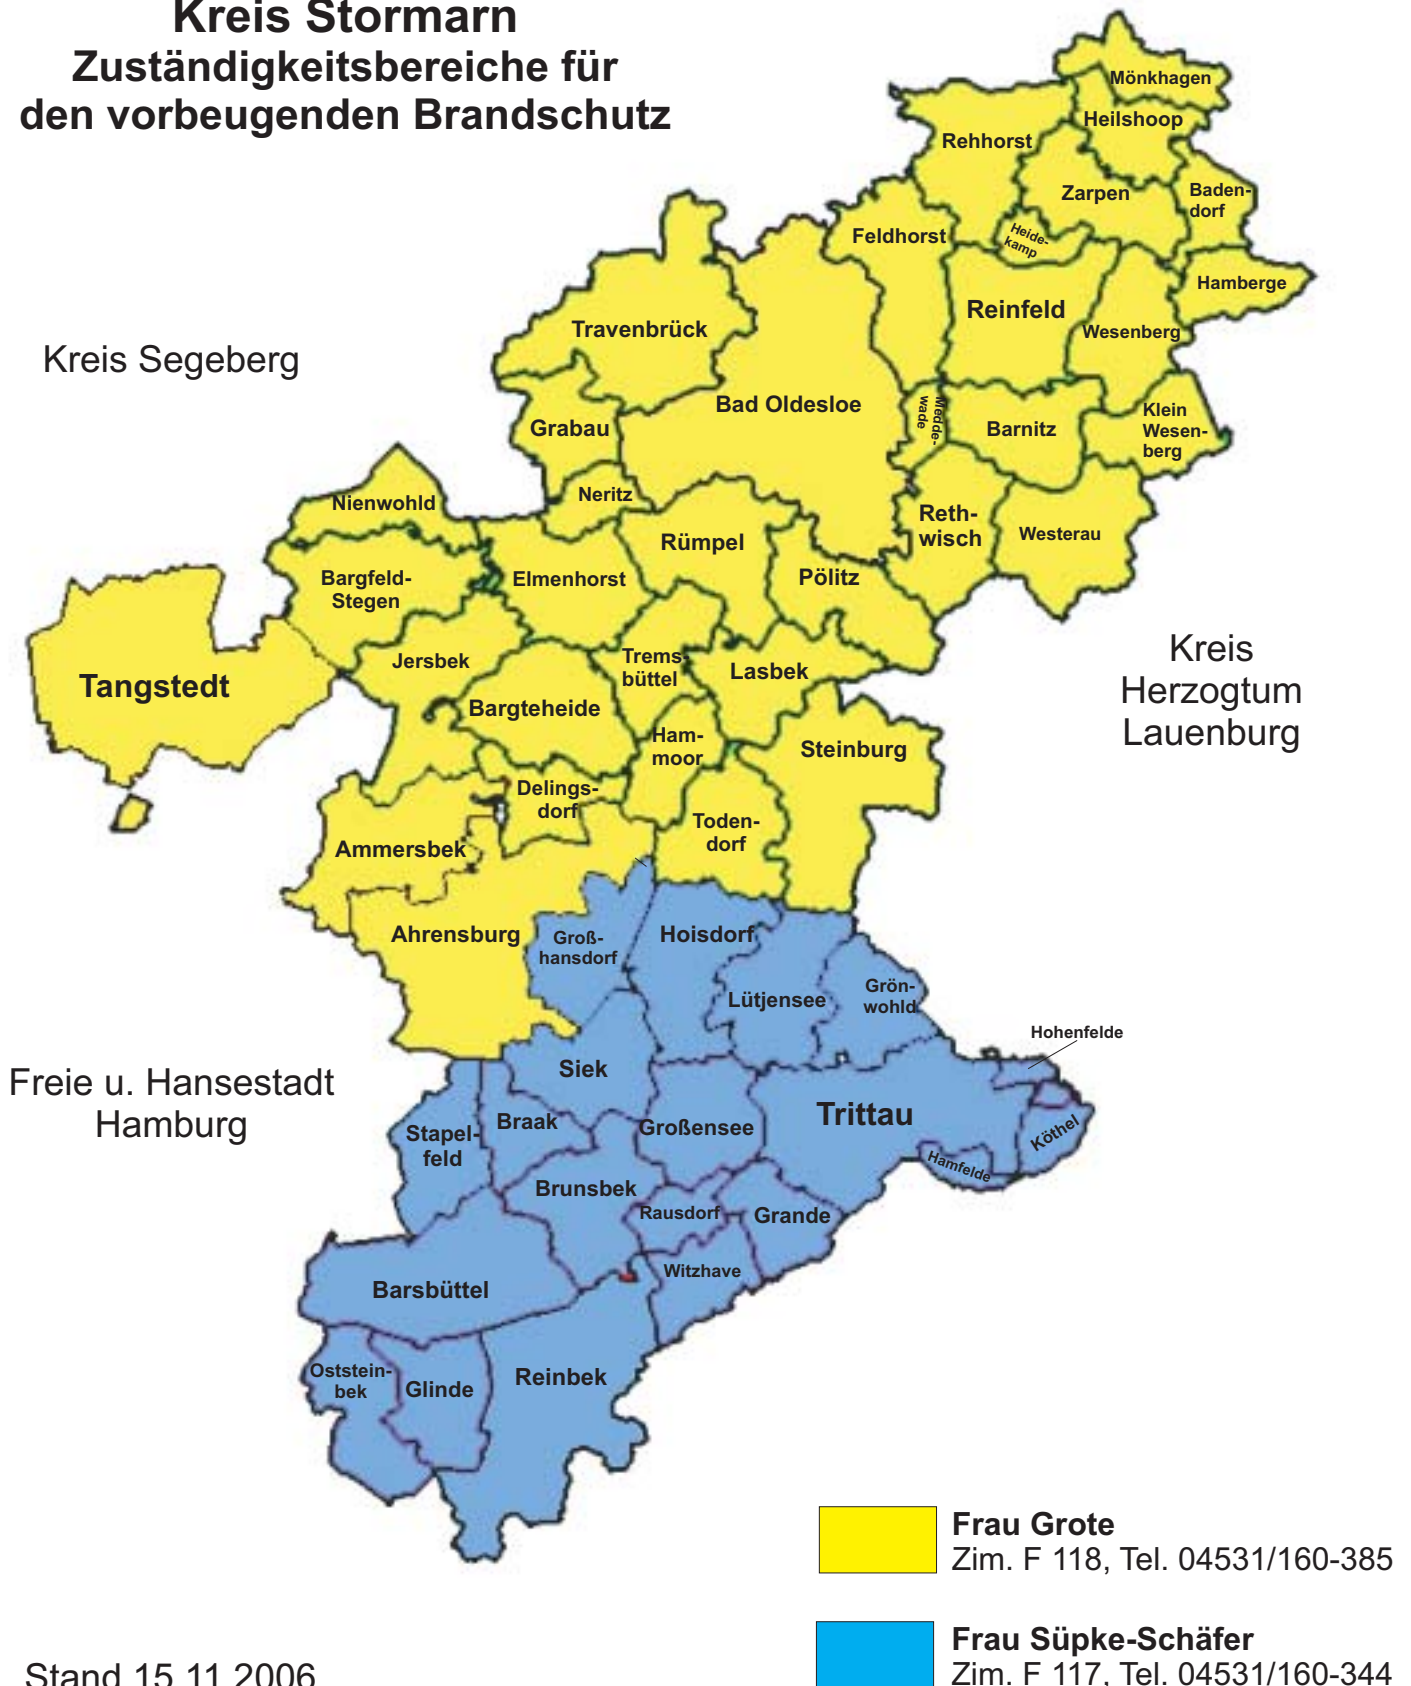 Kreis Stormarn
Zuständigkeitsbereiche für
den vorbeugenden Brandschutz
Mönkhagen
Heilshoop
Rehhorst
Zarpen
Baden-
dorf
Feldhorst
Heide-
kamp
Hamberge
Reinfeld
Travenbrück
Wesenberg
Kreis Segeberg
Bad Oldesloe
Medde-
wade
Klein
Wesen-
berg
Grabau
Barnitz
Neritz
Nienwohld
Reth-
wisch
Westerau
Rümpel
Bargfeld-
Stegen
Elmenhorst
Pölitz
Kreis
Herzogtum
Lauenburg
Jersbek
Trems-
büttel
Lasbek
Tangstedt
Bargteheide
Ham-
moor
Steinburg
Delings-
dorf
Toden-
dorf
Ammersbek
Ahrensburg
Groß-
hansdorf
Hoisdorf
Lütjensee
Grön-
wohld
Hohenfelde
Freie u. Hansestadt
Hamburg
Siek
Braak
Großensee
Trittau
Köthel
Stapel-
feld
Hamfelde
Brunsbek
Rausdorf
Grande
Witzhave
Barsbüttel
Oststein-
bek
Glinde
Reinbek
Frau Grote
Zim. F 118, Tel. 04531/160-385
Frau Süpke-Schäfer
Zim. F 117, Tel. 04531/160-344
Stand 15.11.2006